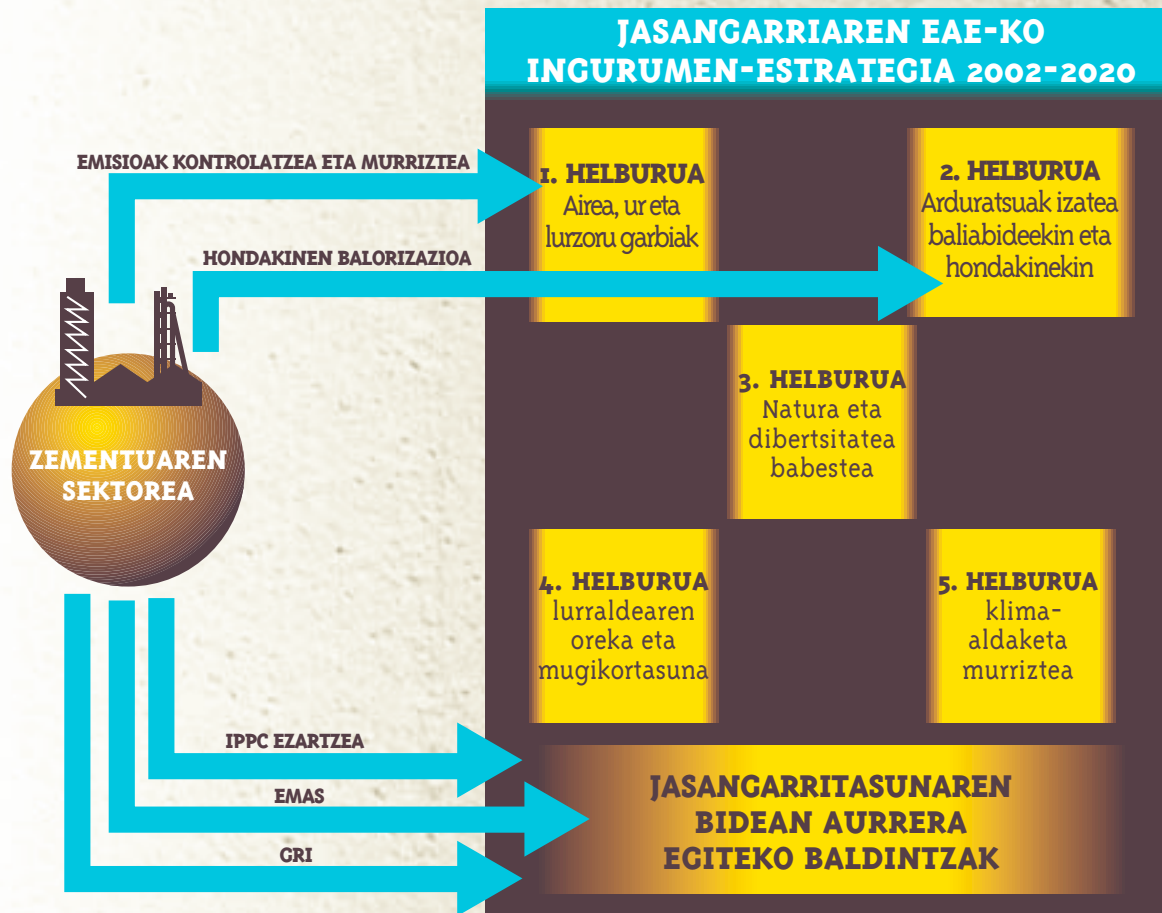 JASANGARRIAREN EAE-KO
INGURUMEN-ESTRATEGIA 2002-2020
EMISIOAK KONTROLATZEA ETA MURRIZTEA
1. HELBURUA
Airea, ur eta
lurzoru garbiak
2. HELBURUA
Arduratsuak izatea
baliabideekin eta
hondakinekin
HONDAKINEN BALORIZAZIOA
3. HELBURUA
Natura eta
dibertsitatea
babestea
ZEMENTUAREN
SEKTOREA
4. HELBURUA
lurraldearen
oreka eta
mugikortasuna
5. HELBURUA
klima-
aldaketa
murriztea
IPPC EZARTZEA
EMAS
GRI
JASANGARRITASUNAREN
BIDEAN AURRERA
EGITEKO BALDINTZAK